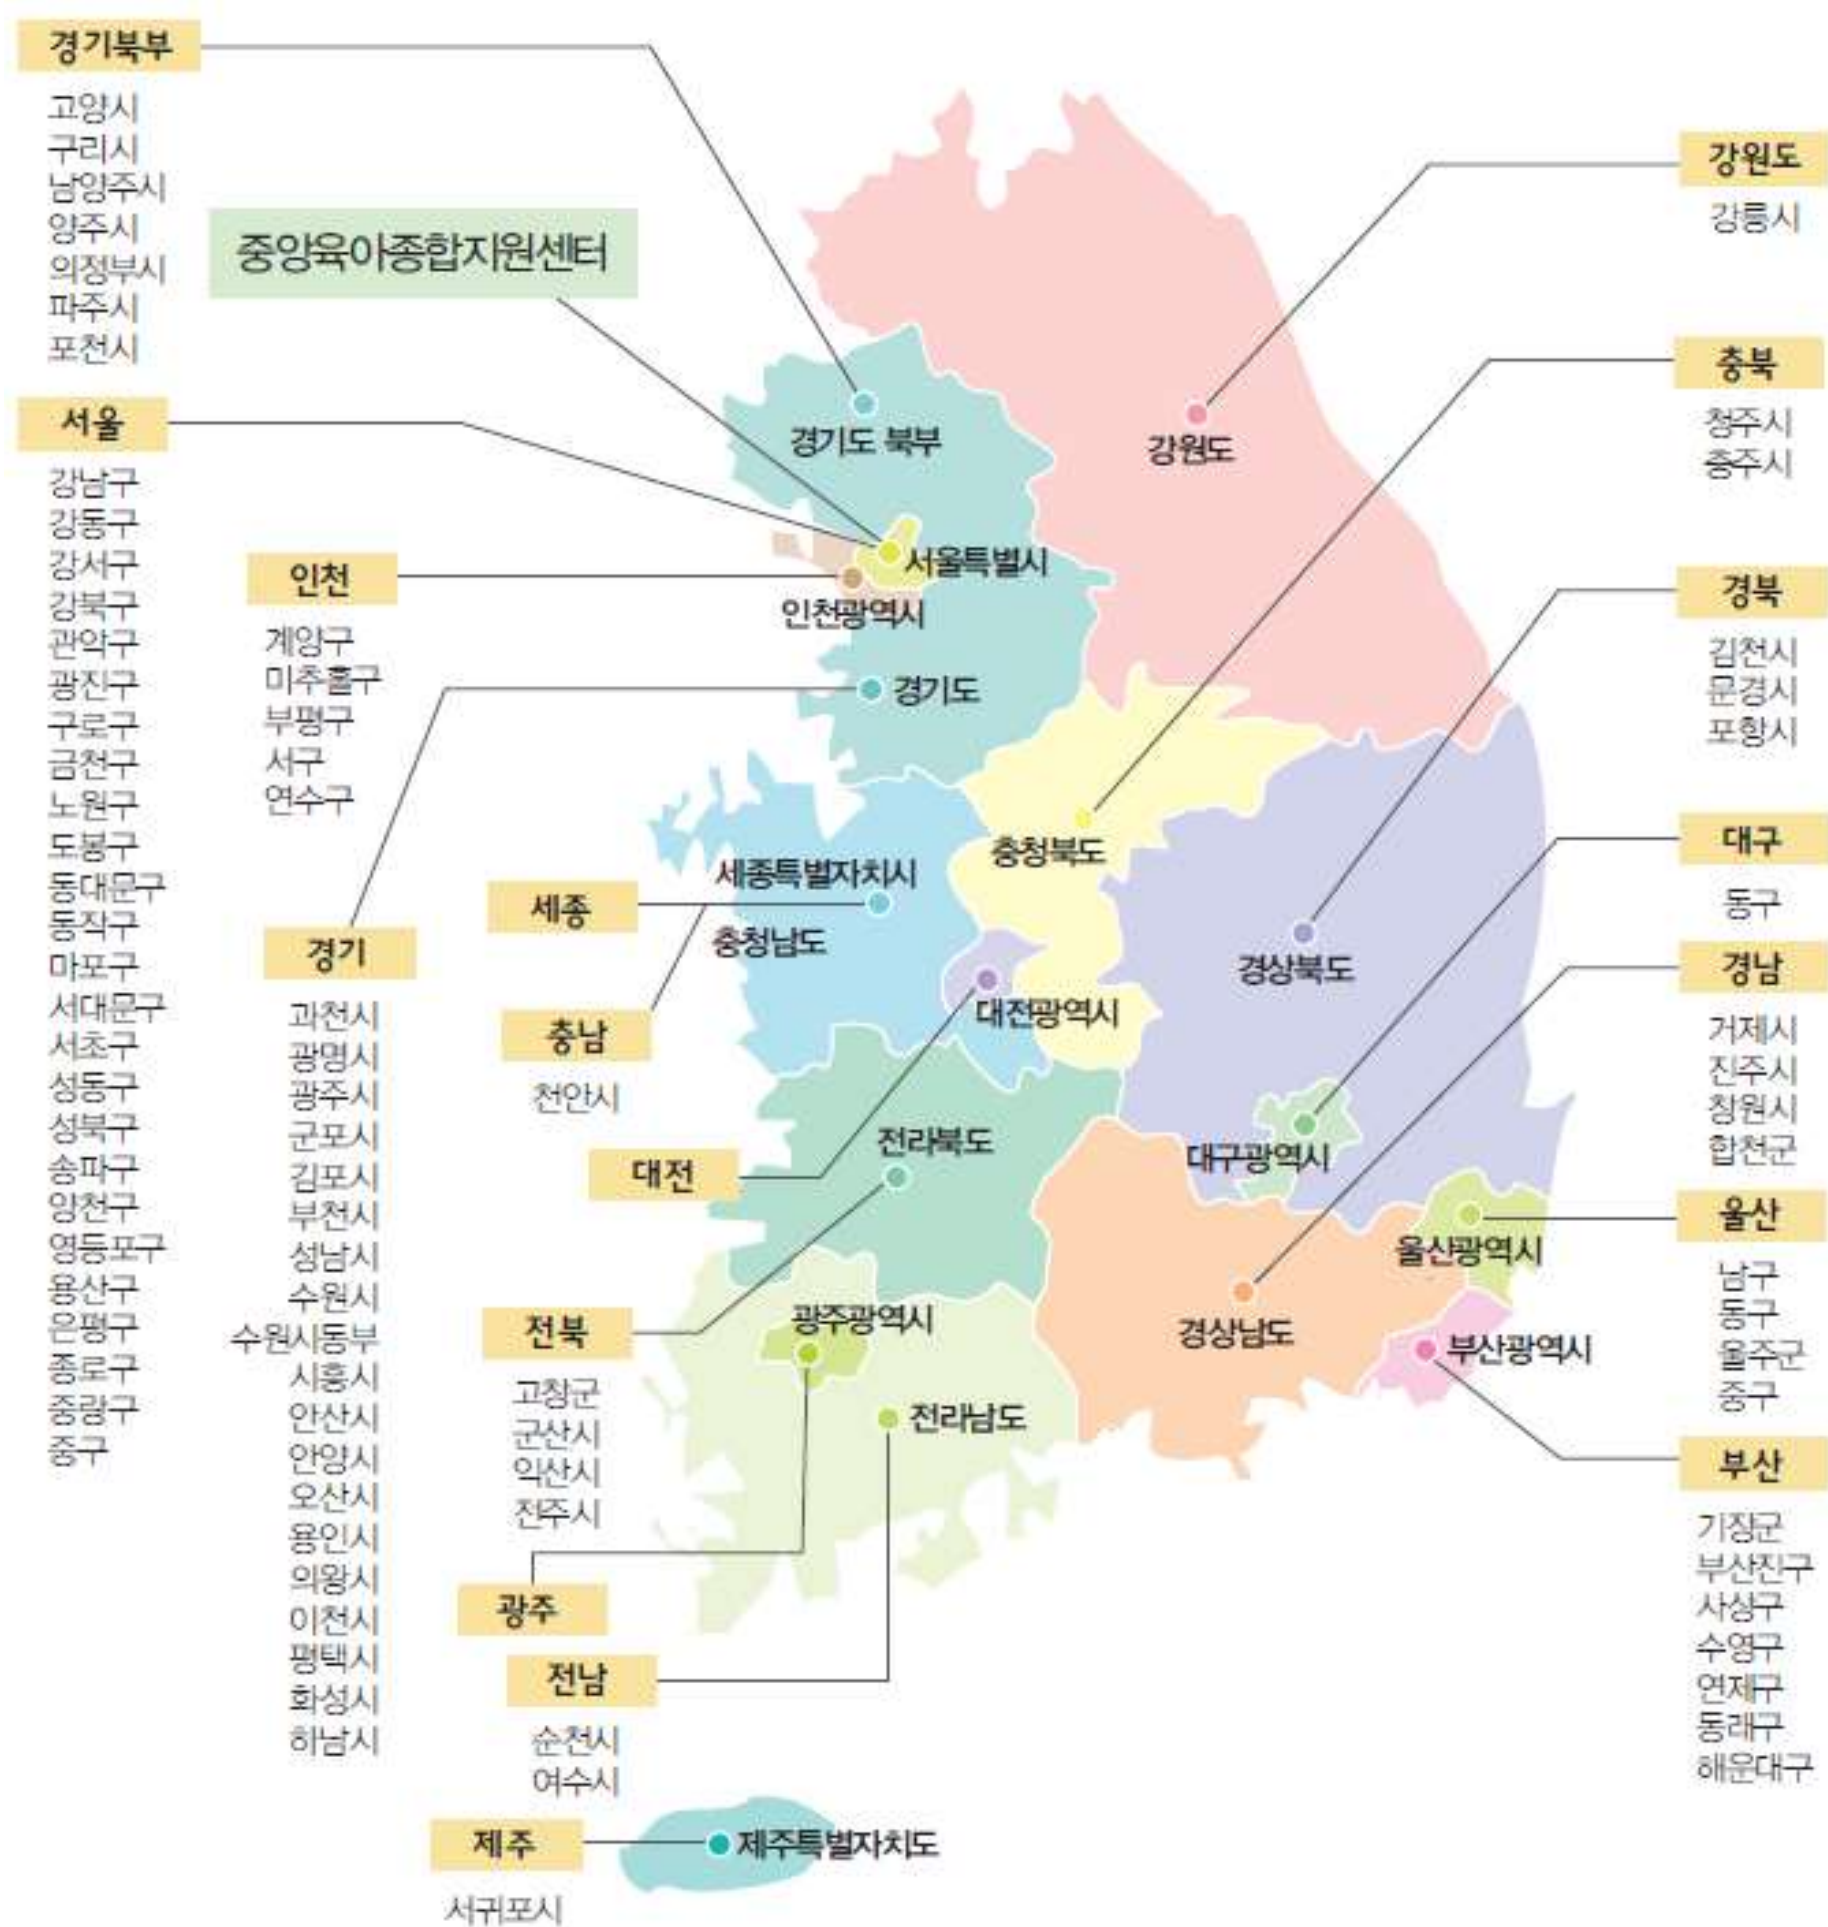 경기북부
고양시
구리시
남양주시
양주시
의정부시
파주시
포천시
중앙육아종합지원센터
서울
강남구
강동구
강서구
강북구
관악구
광진구
구로구
금천구
노원구
도봉구
동대문구
동작구
마포구
서대문구
서초구
성동구
성북구
송파구
양천구
영등포구
용산구
은평구
종로구
중랑구
중구
인천
계양구
미추홀구
부평구
서구
연수구
경기
과천시
광명시
광주시
군포시
김포시
부천시
성남시
수원시
수원시동부
시흥시
안산시
안양시
오산시
용인시
의왕시
이천시
평택시
화성시
하남시
세종
충남
천안시
대전
전북
고창군
군산시
익산시
전주시
광주
전남
순천시
여수시
제주
서귀포시
경기도 북부
강원도
서울특별시
인천광역시
경기도
충청북도
세종특별자치시
충청남도
대전광역시
경상북도
전라북도
대구광역시
울산광역시
광주광역시
경상남도
부산광역시
전라남도
제주특별자치도
강원도
강릉시
충북
청주시
충주시
경북
김천시
문경시
포항시
대구
동구
경남
거제시
진주시
창원시
합천군
울산
남구
동구
울주군
중구
부산
기장군
부산진구
사상구
수영구
연제구
동래구
해운대구